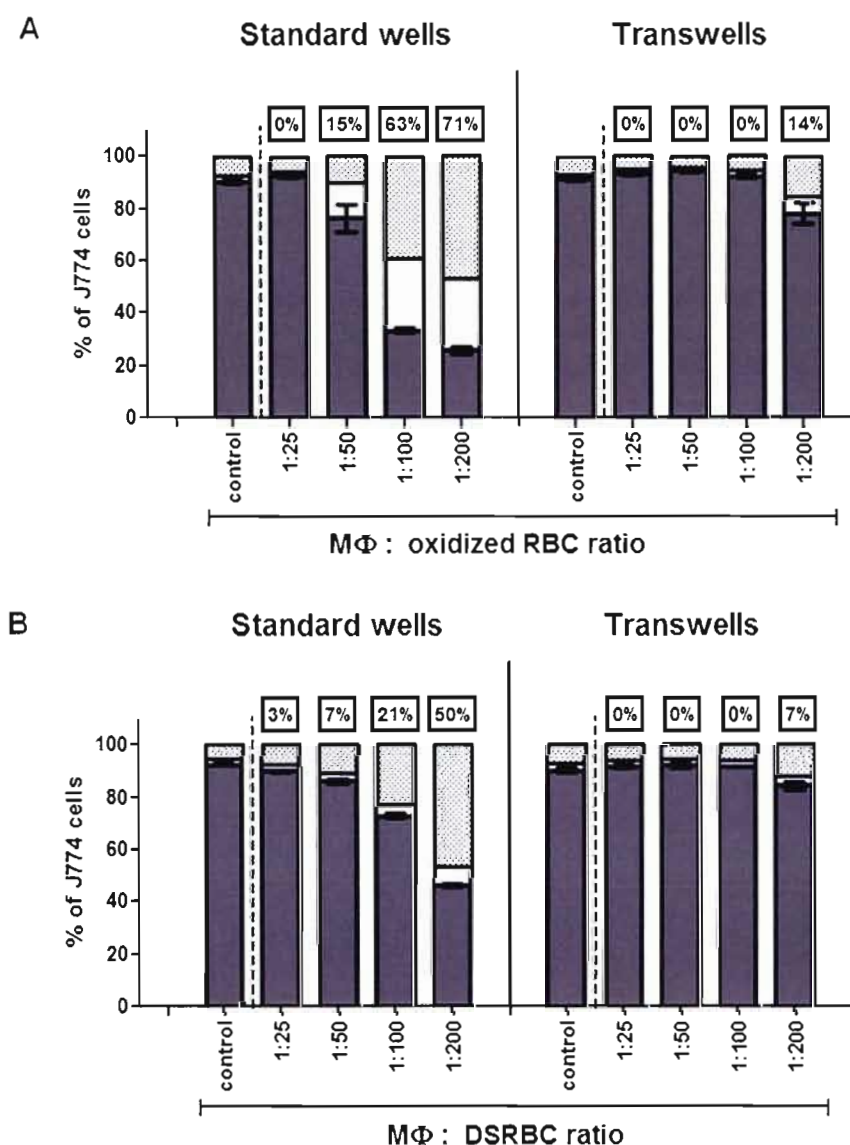 A
Standard wells Transwells
0% 15% 63% 71% 0% 0% 0% 14%
100
80
60
40
20
0
% of J774 cells
control 1:25 1:50 1:100 1:200 control 1:25 1:50 1:100 1:200
MΦ : oxidized RBC ratio
B
Standard wells Transwells
3% 7% 21% 50% 0% 0% 0% 7%
100
80
60
40
20
0
% of J774 cells
control 1:25 1:50 1:100 1:200 control 1:25 1:50 1:100 1:200
MΦ : DSRBC ratio